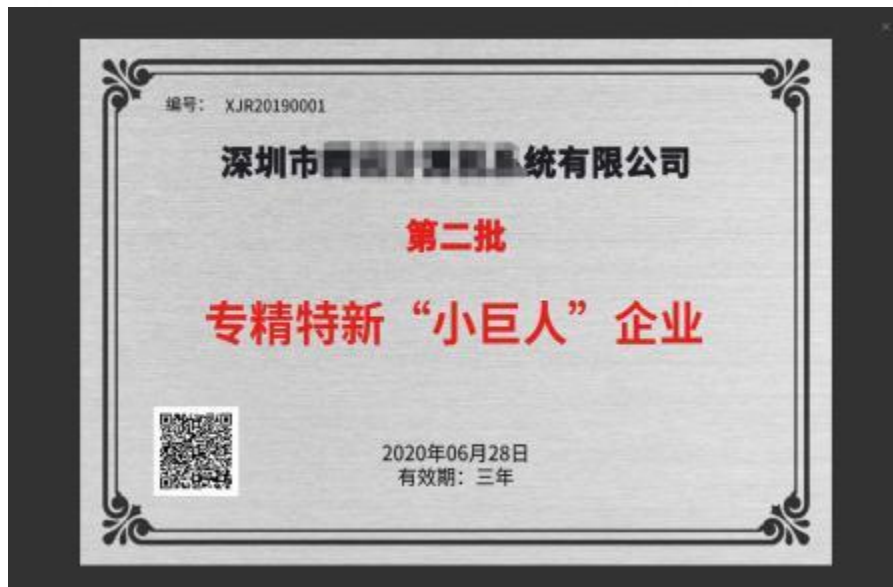 编号： XJR20190001
深圳市统有限公司
第二批
专精特新“小巨人”企业
2020年06月28日
有效期：三年